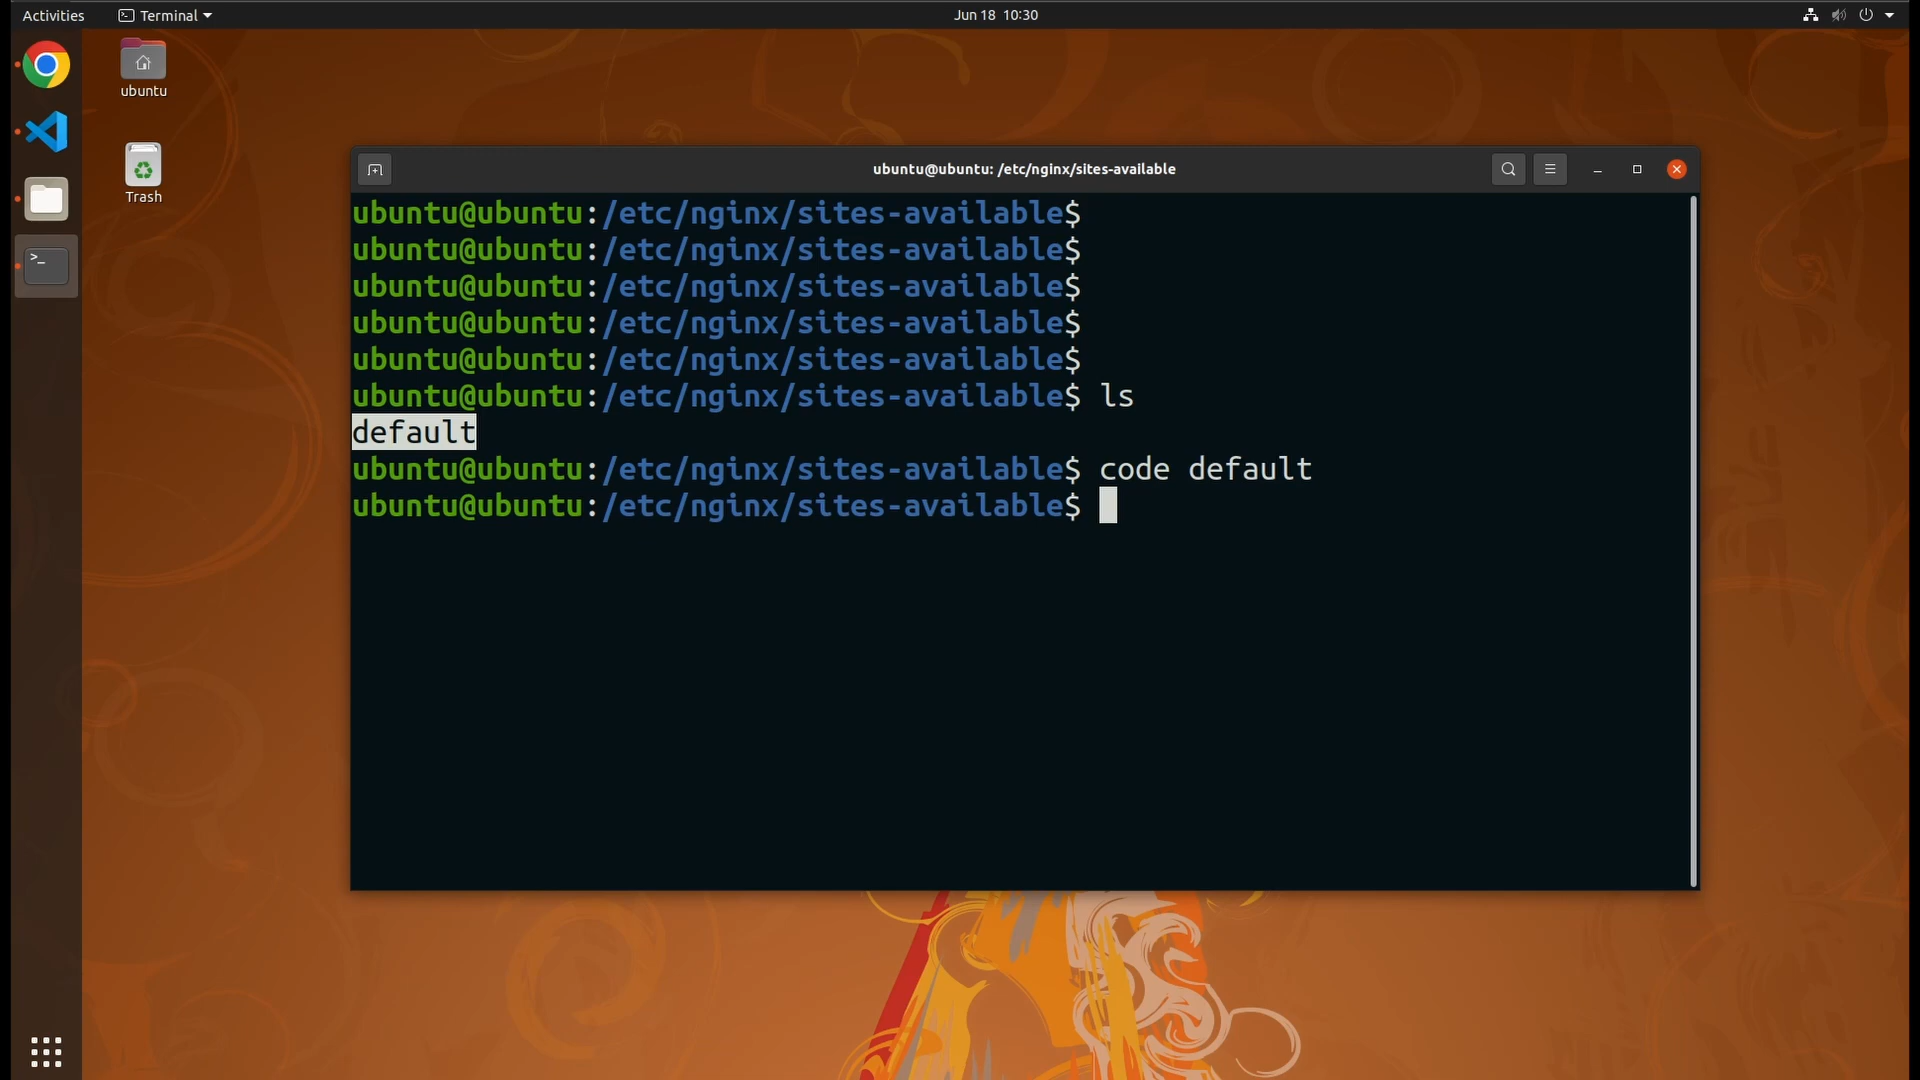 Activities Terminal Jun 18 10:30
ubuntu
Trash
ubuntu@ubuntu: /etc/nginx/sites-available
ubuntu@ubuntu:/etc/nginx/sites-available$
ubuntu@ubuntu:/etc/nginx/sites-available$
ubuntu@ubuntu:/etc/nginx/sites-available$
ubuntu@ubuntu:/etc/nginx/sites-available$
ubuntu@ubuntu:/etc/nginx/sites-available$
ubuntu@ubuntu:/etc/nginx/sites-available$ ls
default
ubuntu@ubuntu:/etc/nginx/sites-available$ code default
ubuntu@ubuntu:/etc/nginx/sites-available$